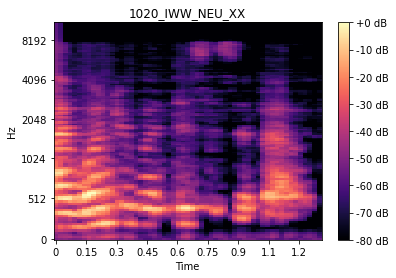 1020_IWW_NEU_XX
+0 dB
8192
-10 dB
4096
-20 dB
-30 dB
2048
Hz
-40 dB
1024
-50 dB
512
-60 dB
-70 dB
0
-80 dB
0 0.15 0.3 0.45 0.6 0.75 0.9 1.1 1.2
Time